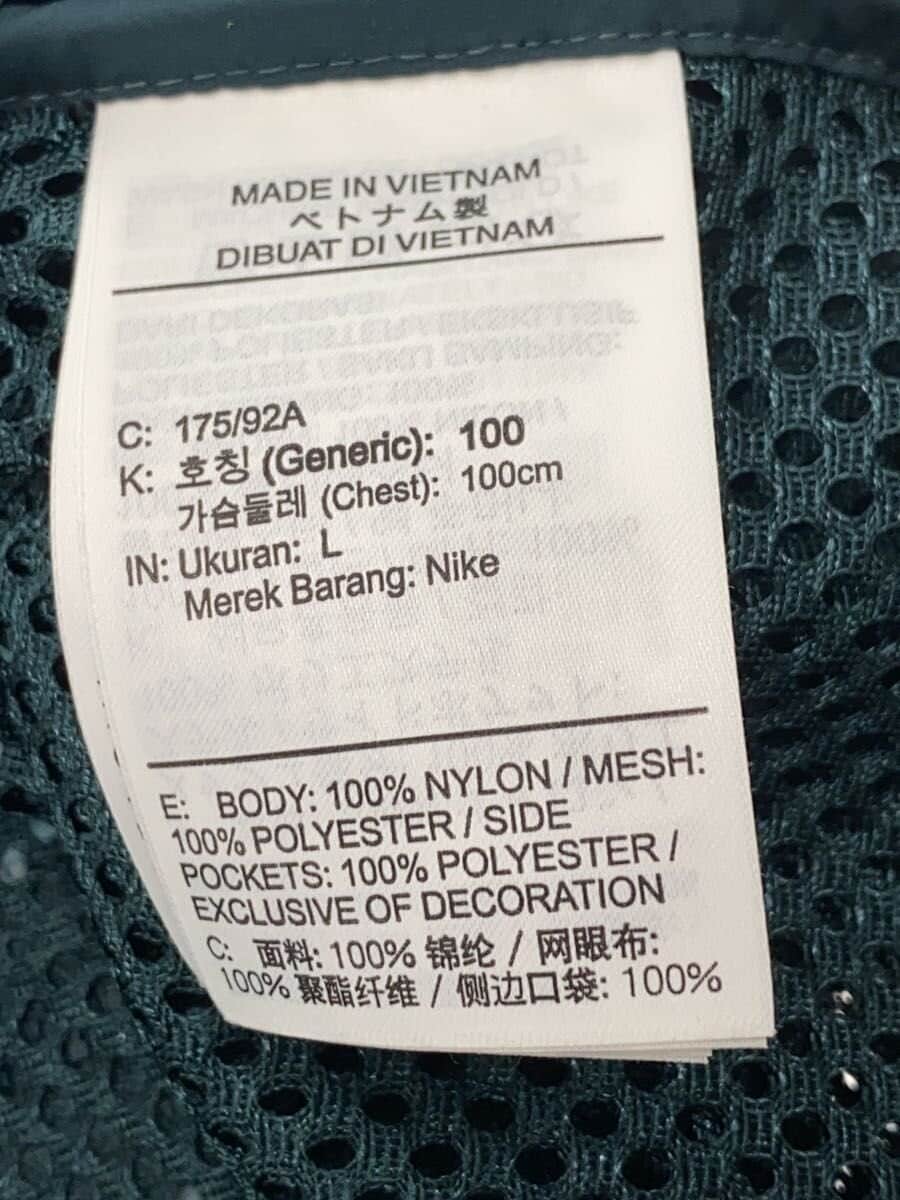 MADE IN VIETNAM
ベトナム製
DIBUAT DI VIETNAM
C: 175/92A
K: 호칭 (Generic): 100
가슴둘레 (Chest): 100cm
IN: Ukuran: L
Merek Barang: Nike
E: BODY: 100% NYLON / MESH:
100% POLYESTER / SIDE
POCKETS: 100% POLYESTER /
EXCLUSIVE OF DECORATION
C: 面料: 100% 锦纶 / 网眼布:
100% 聚酯纤维 / 侧边口袋: 100%